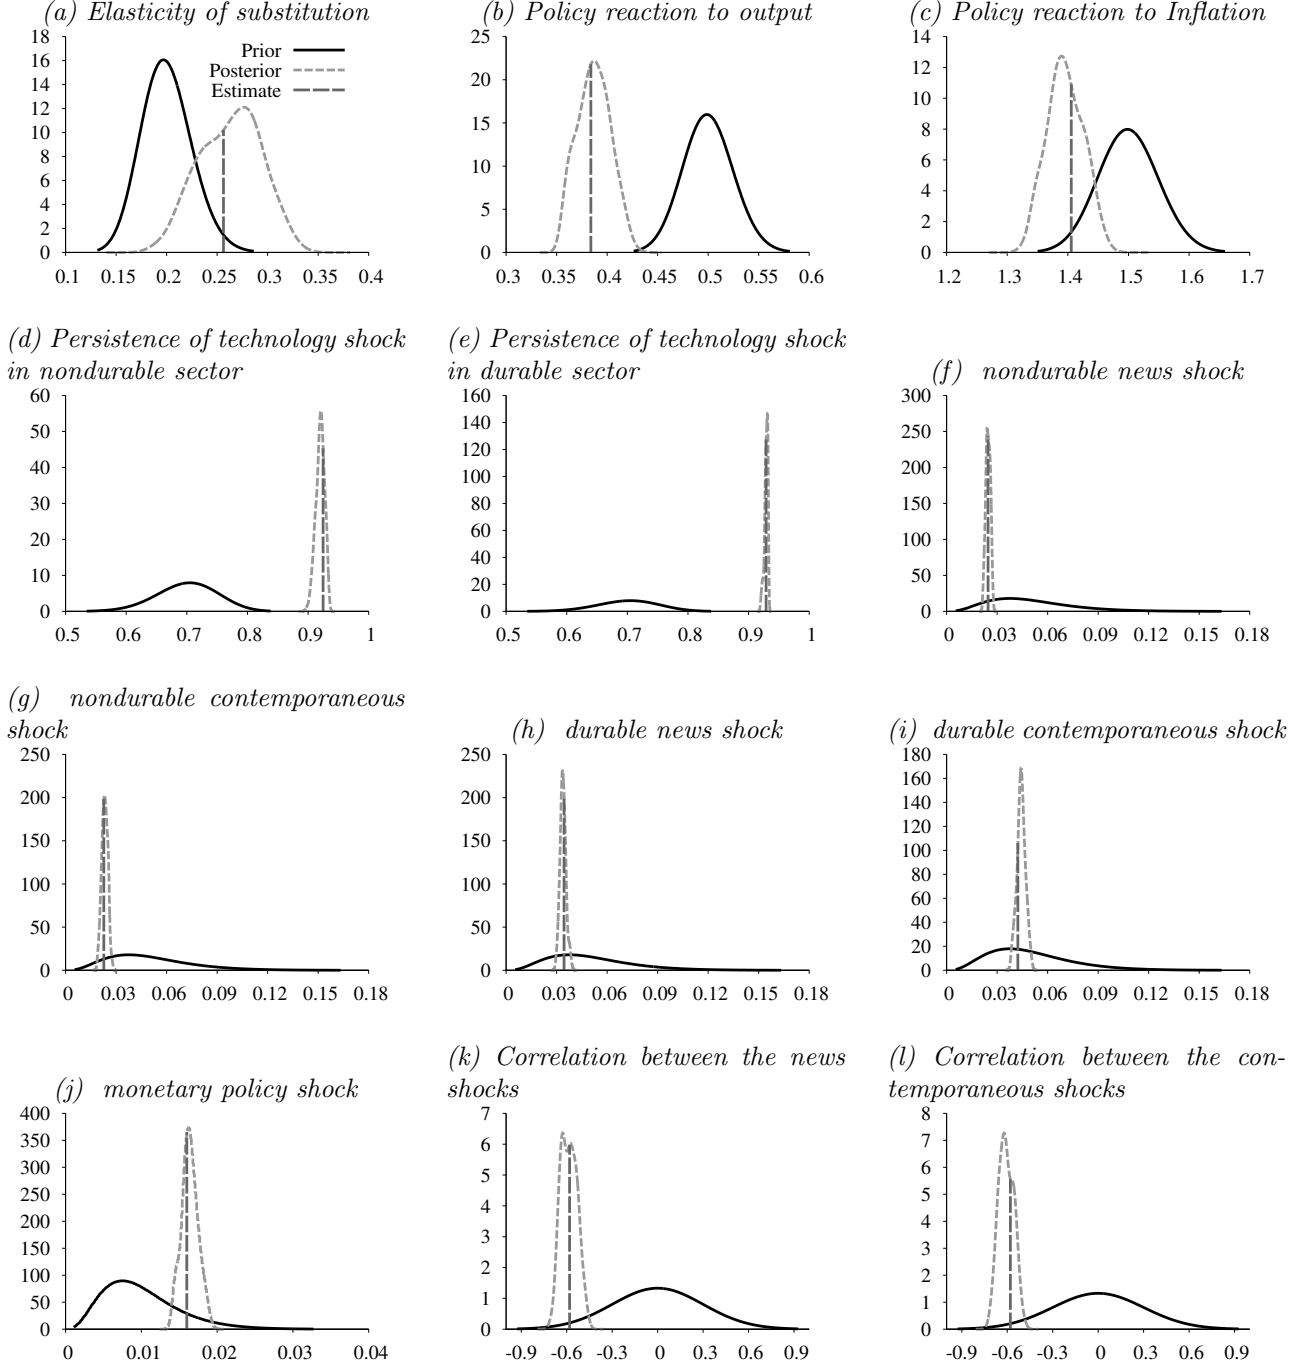 (a) Elasticity of substitution
18
16
14
12
10
8
6
4
2
0
Prior
Posterior
Estimate
0.1 0.15 0.2 0.25 0.3 0.35 0.4
(b) Policy reaction to output
25
20
15
10
5
0
0.3 0.35 0.4 0.45 0.5 0.55 0.6
(c) Policy reaction to Inflation
14
12
10
8
6
4
2
0
1.2 1.3 1.4 1.5 1.6 1.7
(d) Persistence of technology shock
in nondurable sector
60
50
40
30
20
10
0
0.5 0.6 0.7 0.8 0.9 1
(e) Persistence of technology shock
in durable sector
160
140
120
100
80
60
40
20
0
0.5 0.6 0.7 0.8 0.9 1
(f) nondurable news shock
300
250
200
150
100
50
0
0 0.03 0.06 0.09 0.12 0.15 0.18
(g) nondurable contemporaneous
shock
250
200
150
100
50
0
0 0.03 0.06 0.09 0.12 0.15 0.18
(h) durable news shock
250
200
150
100
50
0
0 0.03 0.06 0.09 0.12 0.15 0.18
(i) durable contemporaneous shock
180
160
140
120
100
80
60
40
20
0
0 0.03 0.06 0.09 0.12 0.15 0.18
(j) monetary policy shock
400
350
300
250
200
150
100
50
0
0 0.01 0.02 0.03 0.04
(k) Correlation between the news
shocks
7
6
5
4
3
2
1
0
-0.9 -0.6 -0.3 0 0.3 0.6 0.9
(l) Correlation between the con-
temporaneous shocks
8
7
6
5
4
3
2
1
0
-0.9 -0.6 -0.3 0 0.3 0.6 0.9